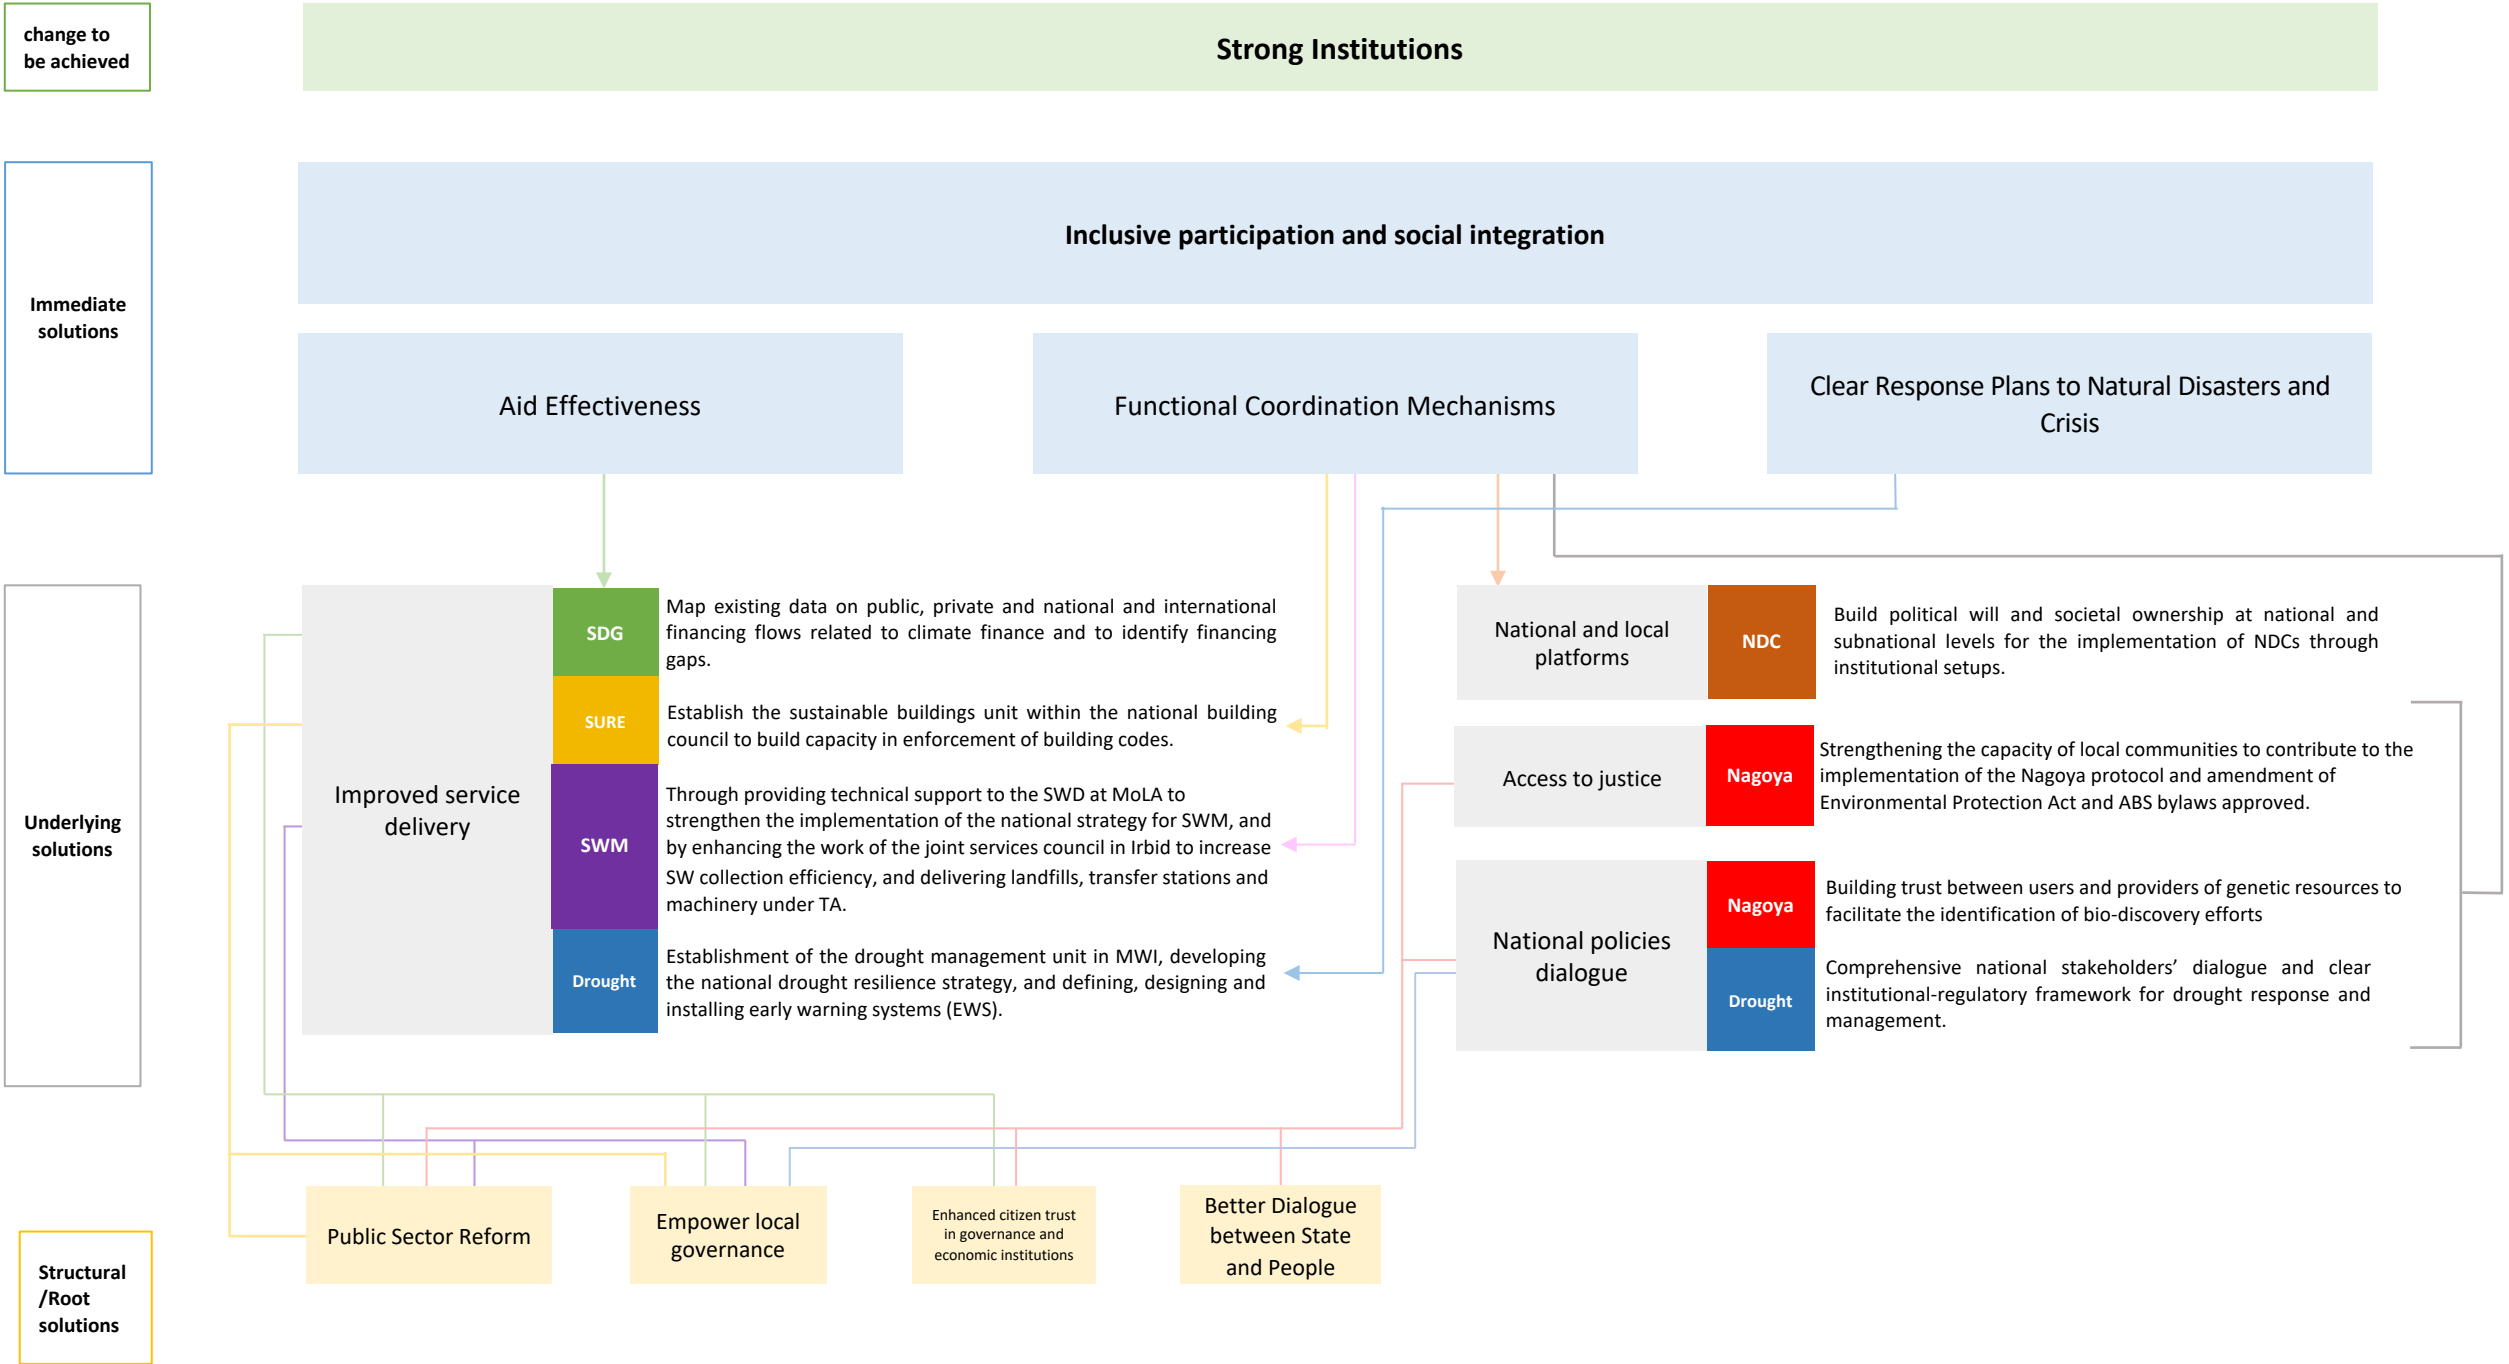 change to
be achieved
Strong Institutions
Immediate
solutions
Inclusive participation and social integration
Aid Effectiveness
Functional Coordination Mechanisms
Clear Response Plans to Natural Disasters and
Crisis
Underlying
solutions
Improved service
delivery
SDG
Map existing data on public, private and national and international
financing flows related to climate finance and to identify financing
gaps.
SURE
Establish the sustainable buildings unit within the national building
council to build capacity in enforcement of building codes.
SWM
Through providing technical support to the SWD at MoLA to
strengthen the implementation of the national strategy for SWM, and
by enhancing the work of the joint services council in Irbid to increase
SW collection efficiency, and delivering landfills, transfer stations and
machinery under TA.
Drought
Establishment of the drought management unit in MWI, developing
the national drought resilience strategy, and defining, designing and
installing early warning systems (EWS).
National and local
platforms
NDC
Build political will and societal ownership at national and
subnational levels for the implementation of NDCs through
institutional setups.
Access to justice
Nagoya
Strengthening the capacity of local communities to contribute to the
implementation of the Nagoya protocol and amendment of
Environmental Protection Act and ABS bylaws approved.
National policies
dialogue
Nagoya
Building trust between users and providers of genetic resources to
facilitate the identification of bio-discovery efforts
Drought
Comprehensive national stakeholders’ dialogue and clear
institutional-regulatory framework for drought response and
management.
Structural
/Root
solutions
Public Sector Reform
Empower local
governance
Enhanced citizen trust
in governance and
economic institutions
Better Dialogue
between State
and People